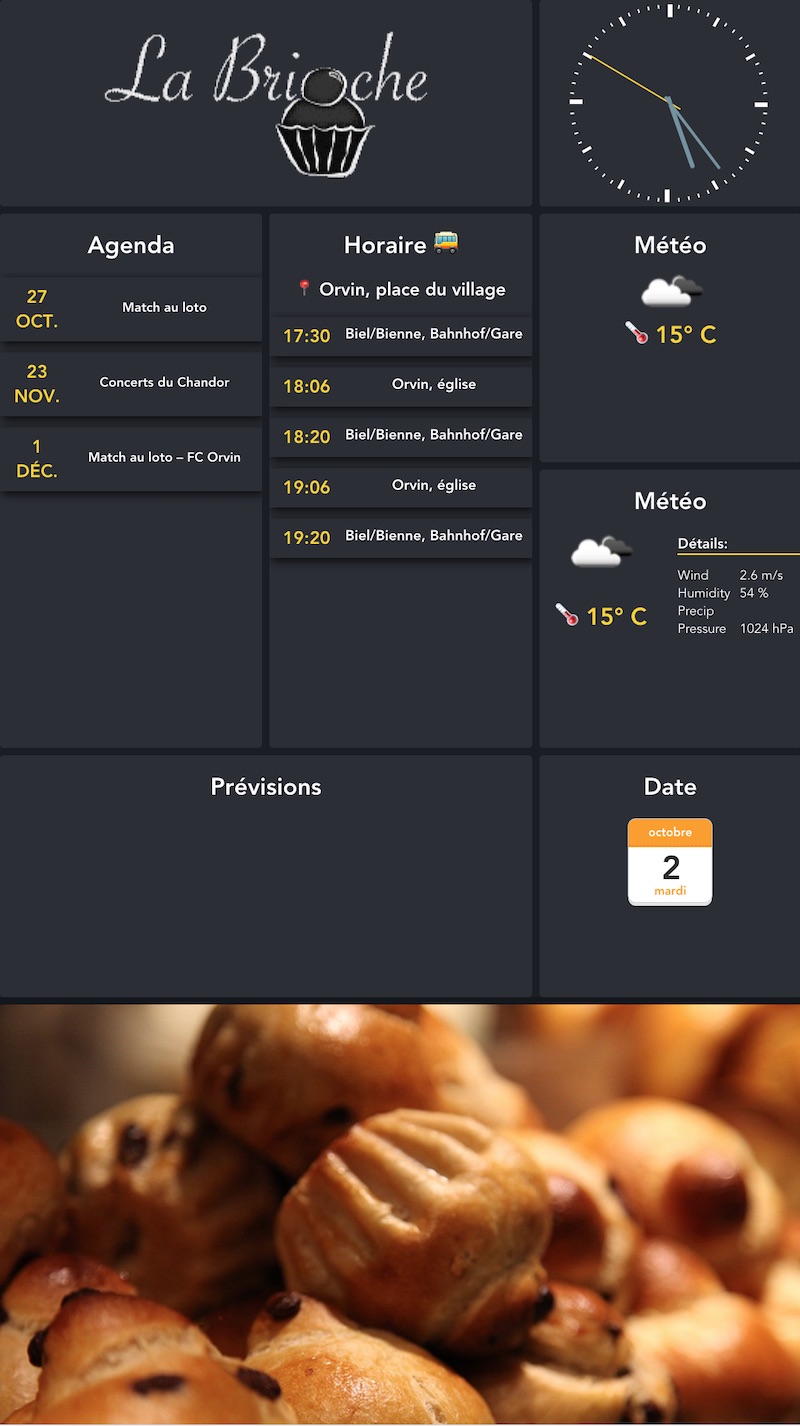 La Brioche
Agenda
27
OCT.
Match au loto
23
NOV.
Concerts du Chandor
1
DÉC.
Match au loto – FC Orvin
Horaire
Orvin, place du village
17:30 Biel/Bienne, Bahnhof/Gare
18:06 Orvin, église
18:20 Biel/Bienne, Bahnhof/Gare
19:06 Orvin, église
19:20 Biel/Bienne, Bahnhof/Gare
Météo
15° C
Météo
15° C
Détails:
Wind 2.6 m/s
Humidity 54 %
Precip
Pressure 1024 hPa
Prévisions
Date
octobre
2
mardi